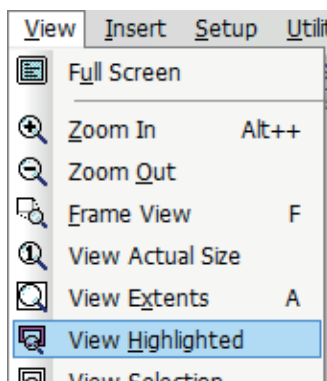 View Insert Setup Utilit
Full Screen
Zoom In Alt++
Zoom Out
Frame View F
View Actual Size
View Extents A
View Highlighted
View Selection